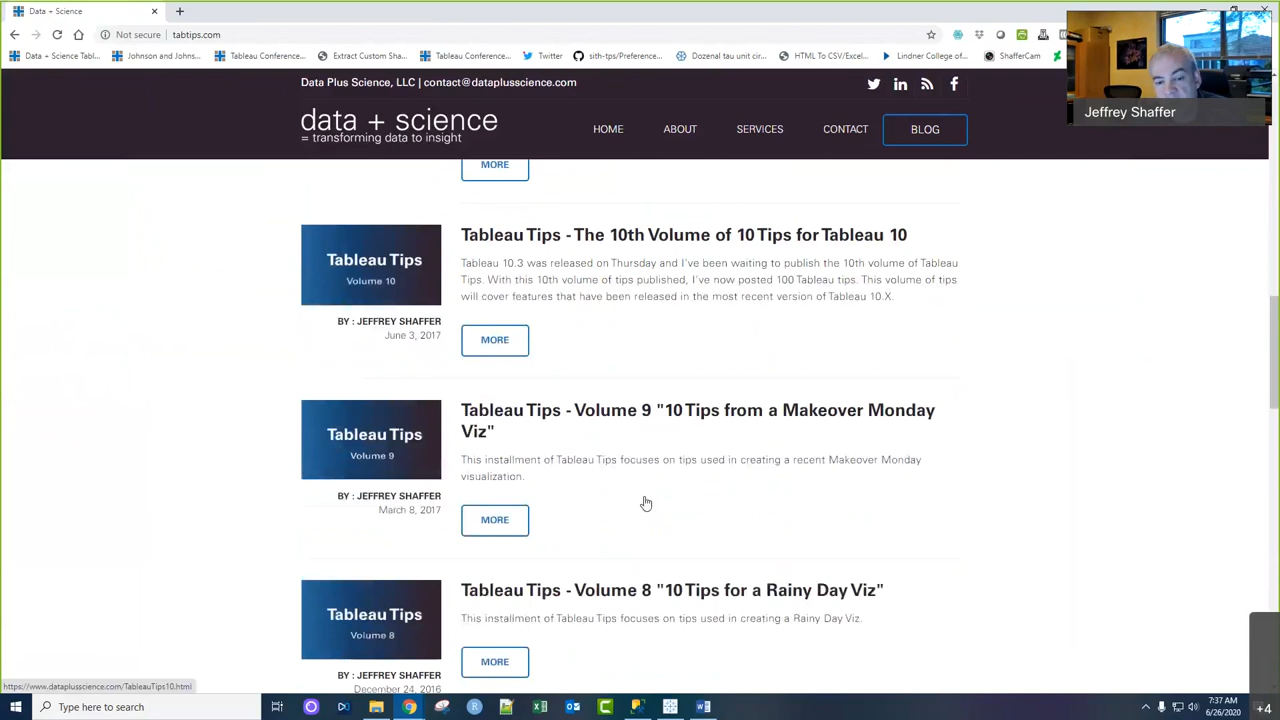 Data + Science
Not secure | tabtips.com
Data + Science Tabl...
Johnson and Johns...
Tableau Conference...
Extract Custom Sha...
Tableau Conference...
Twitter
sith-tps/Preference...
Dozenal tau unit cir...
HTML To CSV/Excel...
Lindner College of...
ShafferCam
Jeffrey Shaffer
Data Plus Science, LLC | contact@dataplusscience.com
data + science
= transforming data to insight
HOME
ABOUT
SERVICES
CONTACT
BLOG
MORE
Tableau Tips
Volume 10
BY : JEFFREY SHAFFER
June 3, 2017
Tableau Tips - The 10th Volume of 10 Tips for Tableau 10
Tableau 10.3 was released on Thursday and I've been waiting to publish the 10th volume of Tableau
Tips. With this 10th volume of tips published, I've now posted 100 Tableau tips. This volume of tips
will cover features that have been released in the most recent version of Tableau 10.X.
MORE
Tableau Tips
Volume 9
BY : JEFFREY SHAFFER
March 8, 2017
Tableau Tips - Volume 9 "10 Tips from a Makeover Monday
Viz"
This installment of Tableau Tips focuses on tips used in creating a recent Makeover Monday
visualization.
MORE
Tableau Tips
Volume 8
BY : JEFFREY SHAFFER
December 24, 2016
Tableau Tips - Volume 8 "10 Tips for a Rainy Day Viz"
This installment of Tableau Tips focuses on tips used in creating a Rainy Day Viz.
MORE
https://www.dataplusscience.com/TableauTips10.html
Type here to search
7:37 AM
6/26/2020
+4